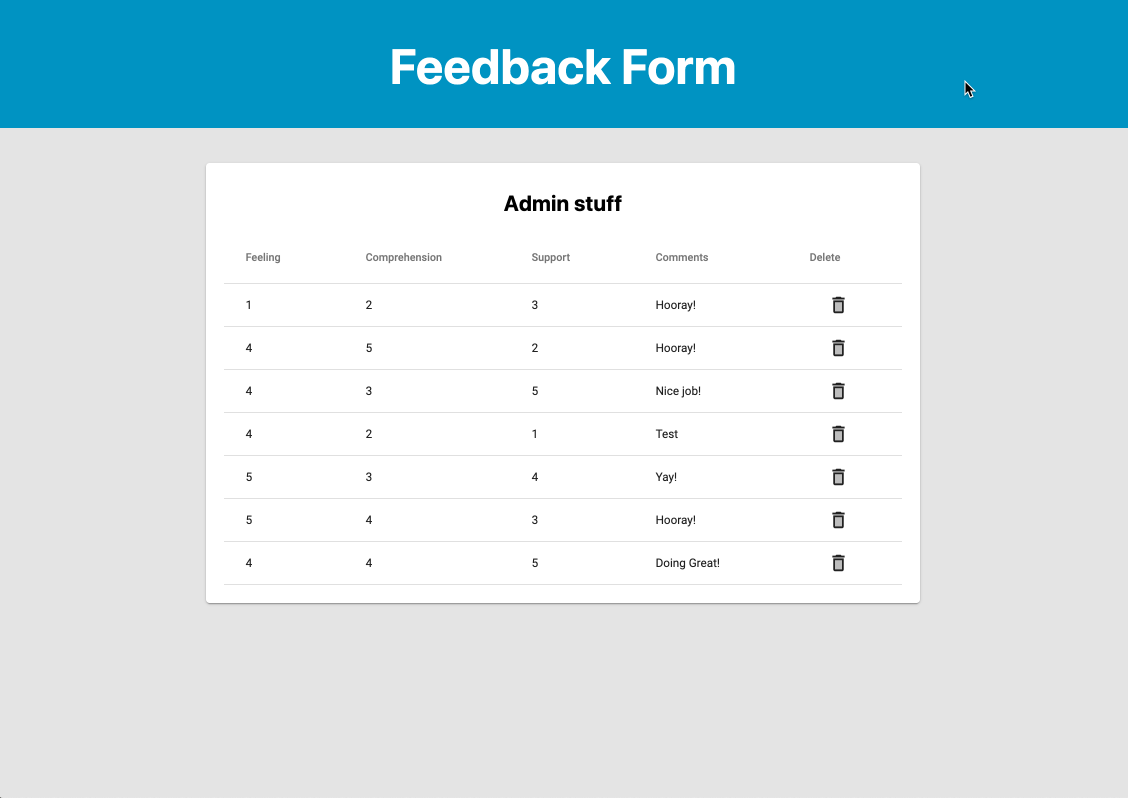 Feedback Form
Admin stuff
Feeling Comprehension Support Comments Delete
1 2 3 Hooray!
4 5 2 Hooray!
4 3 5 Nice job!
4 2 1 Test
5 3 4 Yay!
5 4 3 Hooray!
4 4 5 Doing Great!